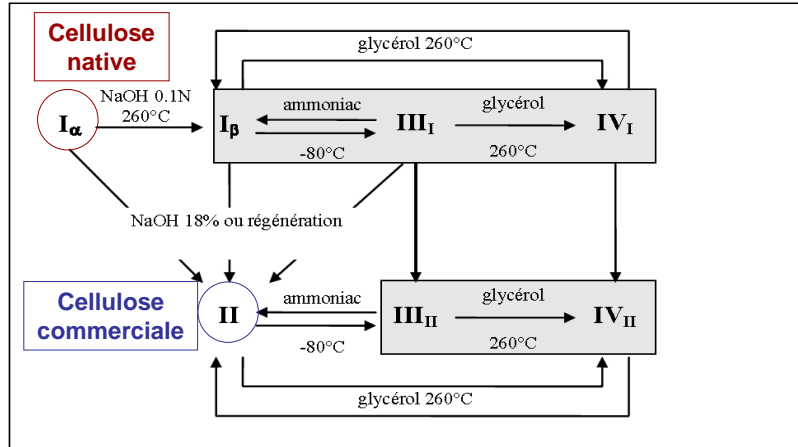 Cellulose
native
glycérol 260°C
NaOH 0.1N
260°C
ammoniac
glycérol
Iα
Iβ
IIII
IVI
-80°C
260°C
NaOH 18% ou régénération
Cellulose
commerciale
ammoniac
glycérol
II
IIIII
IVII
-80°C
260°C
glycérol 260°C